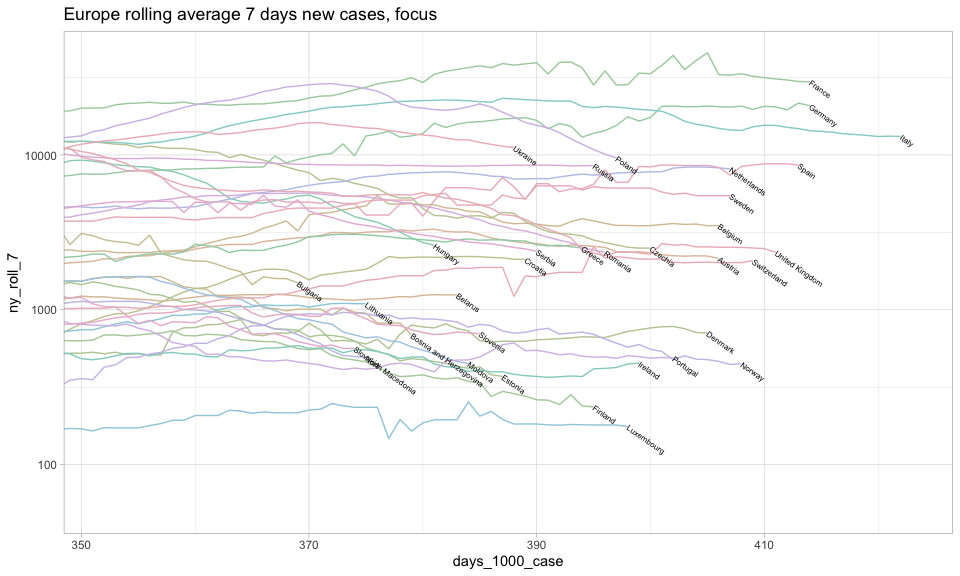 Europe rolling average 7 days new cases, focus
ny_roll_7
10000
1000
100
France
Germany
Italy
Ukraine
Poland
Russia
Netherlands
Spain
Sweden
Belgium
Hungary
Serbia
Croatia
Greece
Romania
Czechia
Austria
Switzerland
United Kingdom
Bulgaria
Belarus
Lithuania
Slovenia
Denmark
Bosnia and Herzegovina
Slovakia
North Macedonia
Moldova
Estonia
Ireland
Portugal
Norway
Finland
Luxembourg
350
370
390
410
days_1000_case